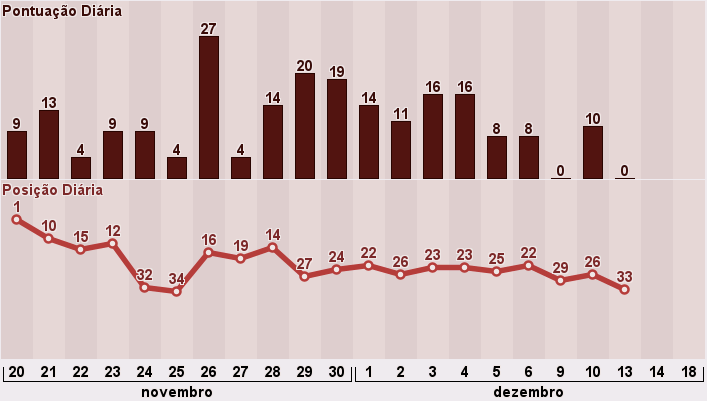 Pontuação Diária
9 13 4 9 9 4 27 4 14 20 19 14 11 16 16 8 8 0 10 0
Posição Diária
1 10 15 12 32 34 16 19 14 27 24 22 26 23 23 25 22 29 26 33
20 21 22 23 24 25 26 27 28 29 30 1 2 3 4 5 6 9 10 13 14 18
novembro dezembro